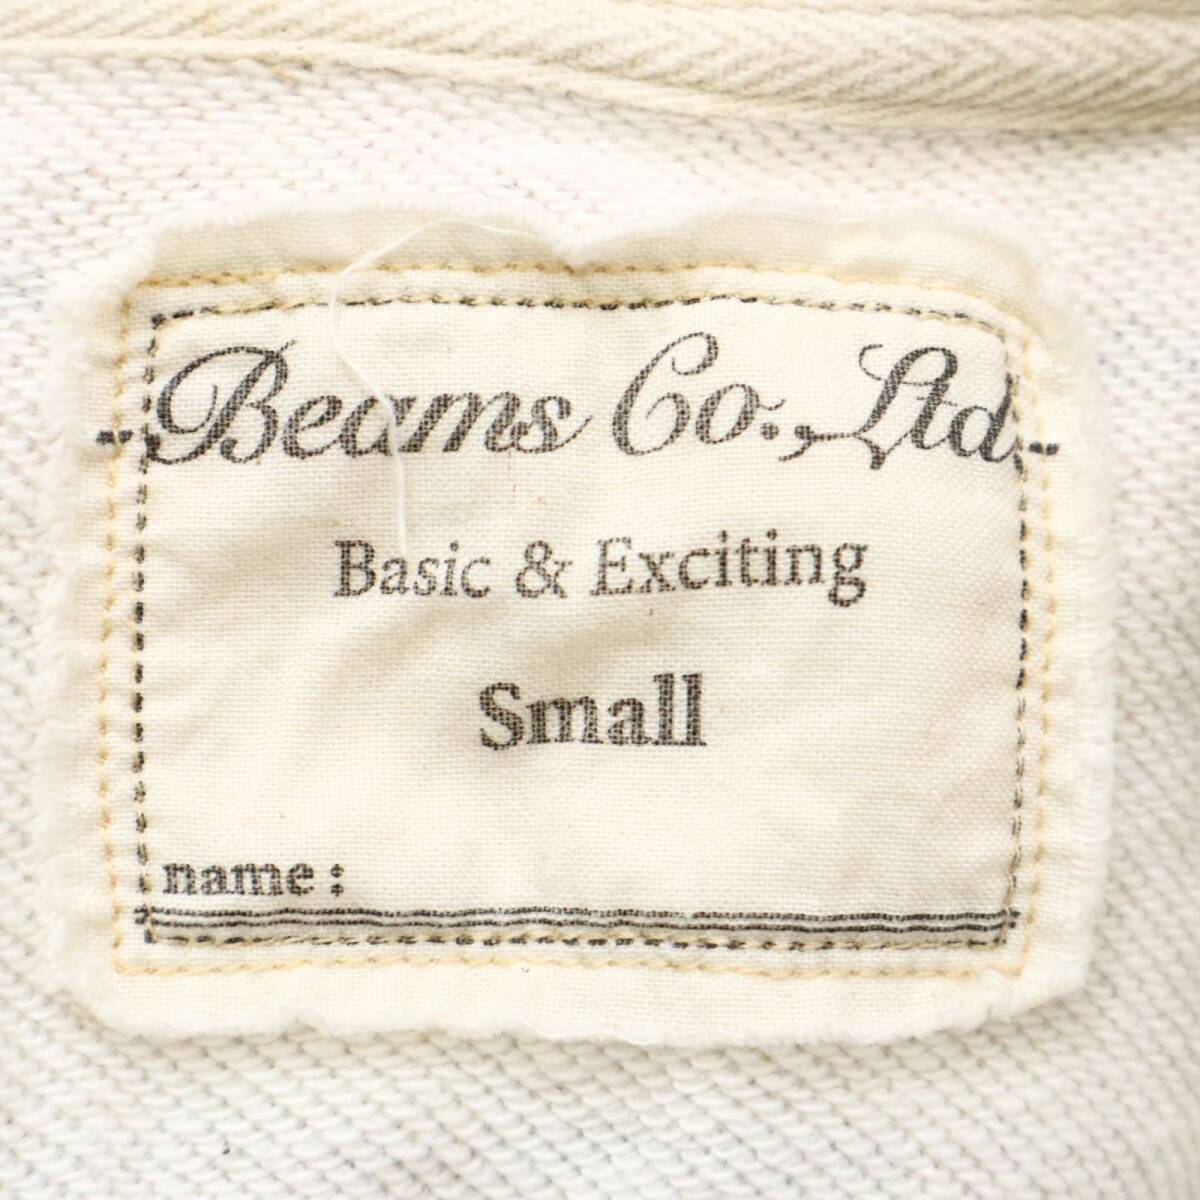 -Beams Co., Ltd.-
Basic & Exciting
Small
name :